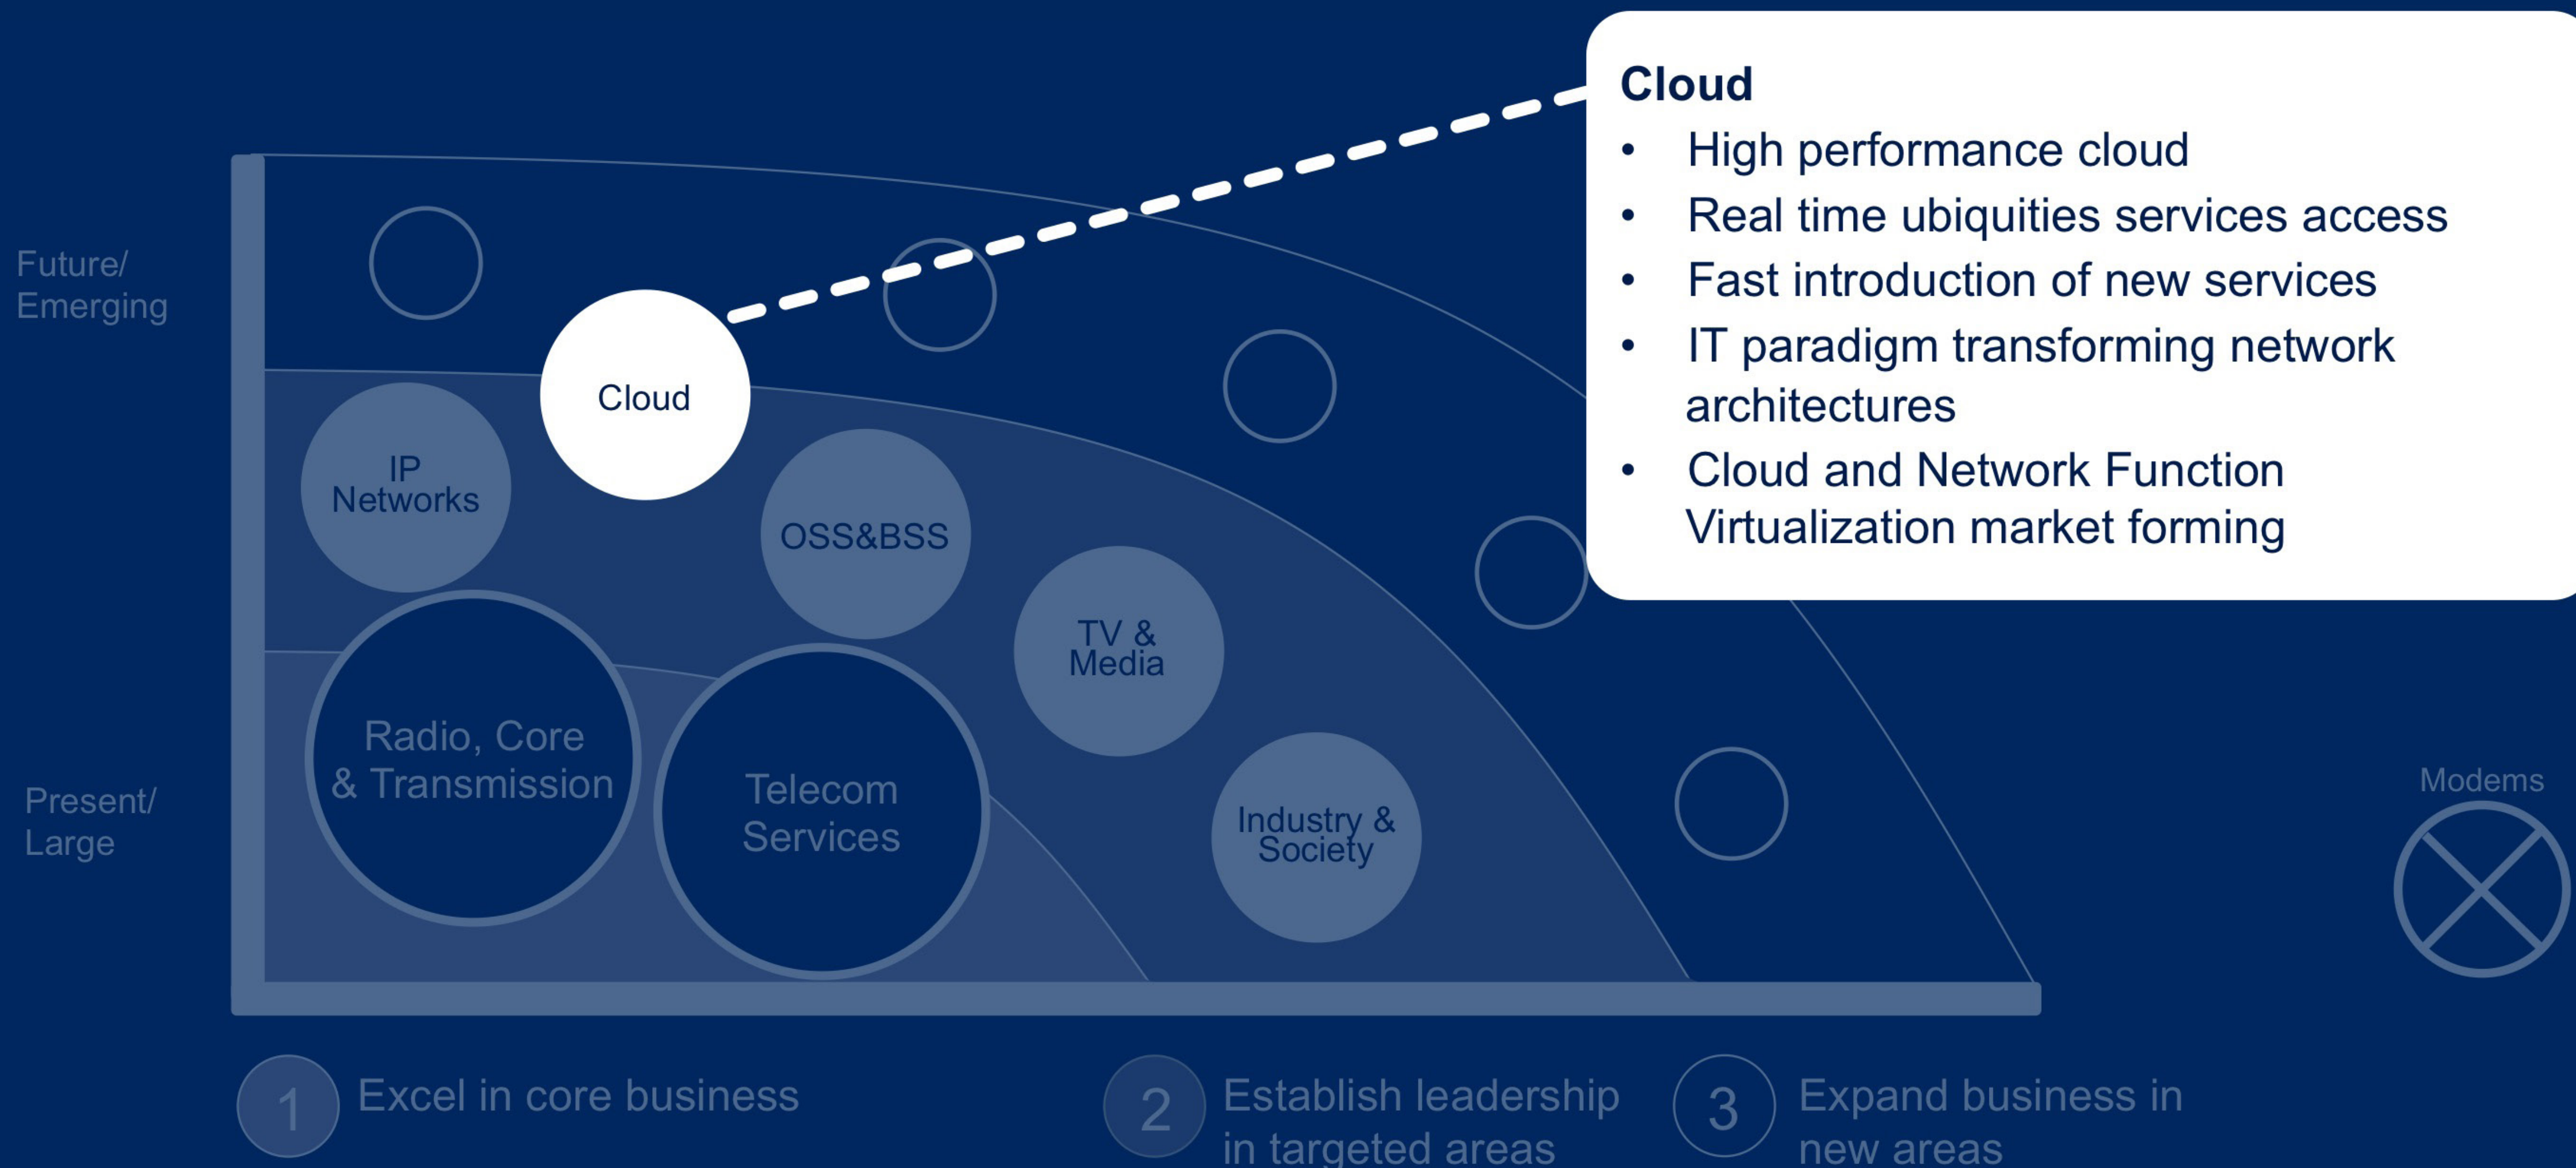 Cloud
• High performance cloud
• Real time ubiquities services access
• Fast introduction of new services
• IT paradigm transforming network
architectures
• Cloud and Network Function
Virtualization market forming
Future/
Emerging
Cloud
IP
Networks
OSS&BSS
TV &
Media
Radio, Core
& Transmission
Telecom
Services
Industry &
Society
Present/
Large
Modems
1 Excel in core business
2 Establish leadership
in targeted areas
3 Expand business in
new areas